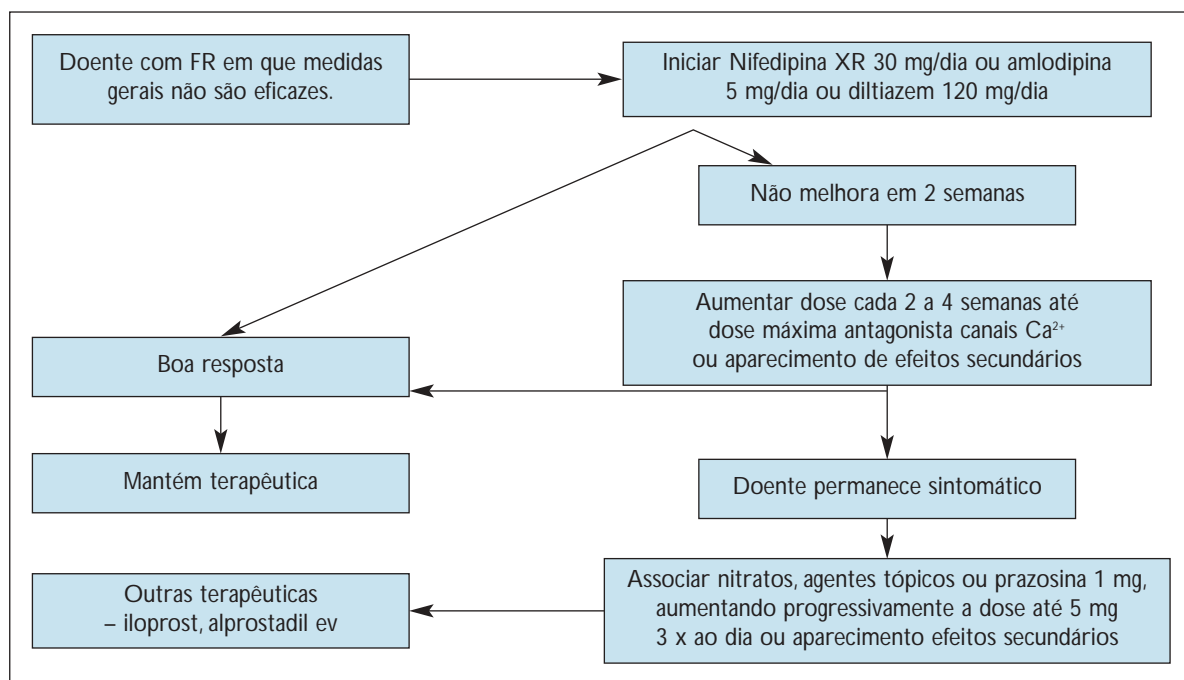 Doente com FR em que medidas
gerais não são eficazes.
Iniciar Nifedipina XR 30 mg/dia ou amlodipina
5 mg/dia ou diltiazem 120 mg/dia
Não melhora em 2 semanas
Aumentar dose cada 2 a 4 semanas até
dose máxima antagonista canais Ca²⁺
ou aparecimento de efeitos secundários
Boa resposta
Mantém terapêutica
Doente permanece sintomático
Associar nitratos, agentes tópicos ou prazosina 1 mg,
aumentando progressivamente a dose até 5 mg
3 x ao dia ou aparecimento efeitos secundários
Outras terapêuticas
– iloprost, alprostadil ev